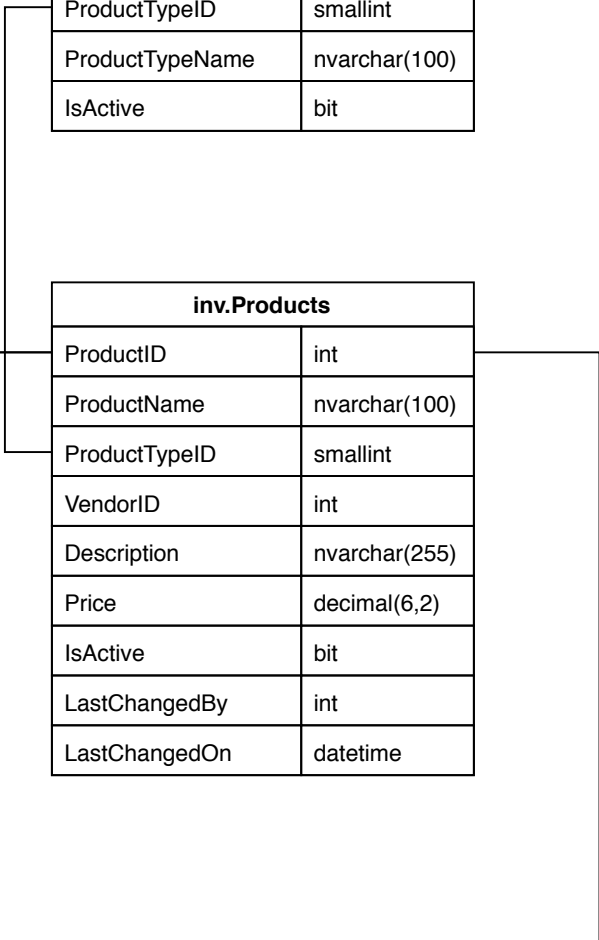 ProductTypeID smallint
ProductTypeName nvarchar(100)
IsActive bit
inv.Products
ProductID int
ProductName nvarchar(100)
ProductTypeID smallint
VendorID int
Description nvarchar(255)
Price decimal(6,2)
IsActive bit
LastChangedBy int
LastChangedOn datetime